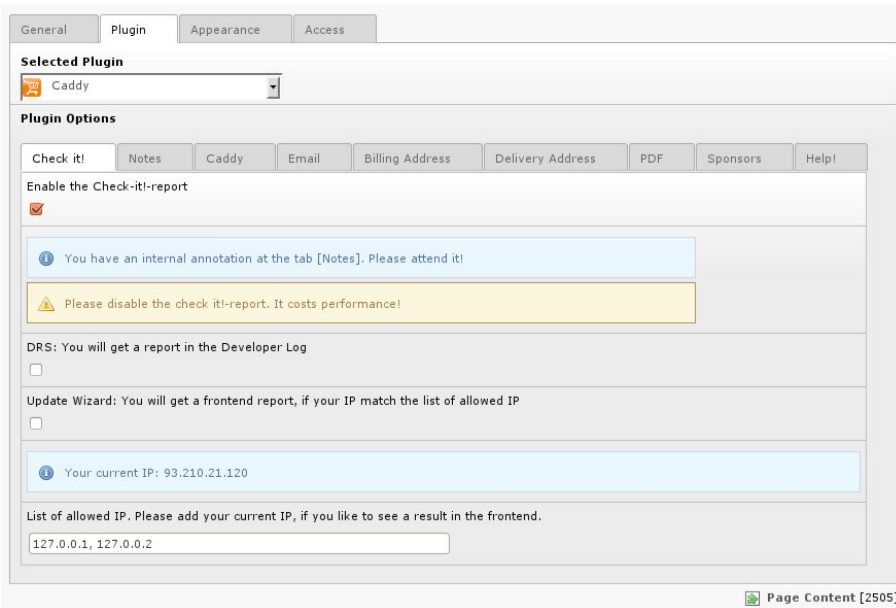 General Plugin Appearance Access
Selected Plugin
Caddy
Plugin Options
Check it! Notes Caddy Email Billing Address Delivery Address PDF Sponsors Help!
Enable the Check-it!-report
You have an internal annotation at the tab [Notes]. Please attend it!
Please disable the check it!-report. It costs performance!
DRS: You will get a report in the Developer Log
Update Wizard: You will get a frontend report, if your IP match the list of allowed IP
Your current IP: 93.210.21.120
List of allowed IP. Please add your current IP, if you like to see a result in the frontend.
127.0.0.1, 127.0.0.2
Page Content [2505]